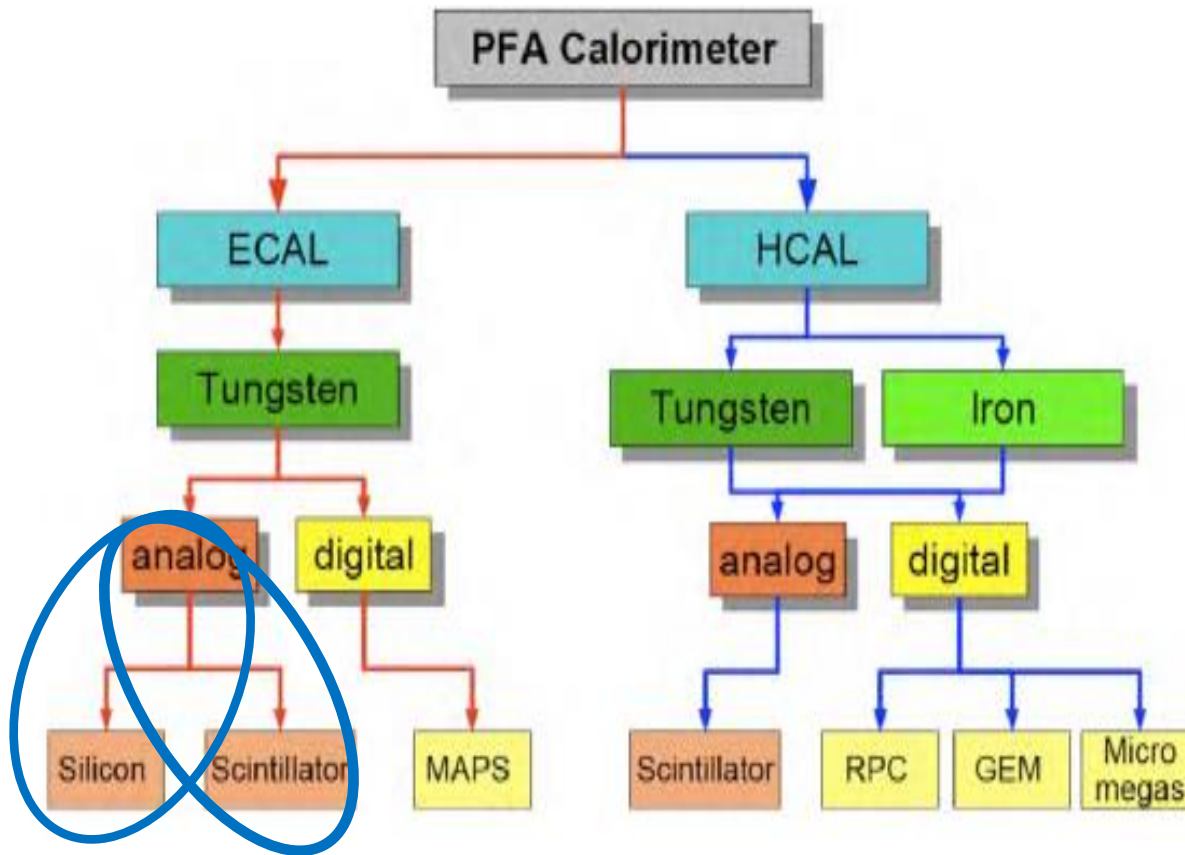 PFA Calorimeter
ECAL
HCAL
Tungsten
Tungsten
Iron
analog
digital
analog
digital
Silicon
Scintillator
MAPS
Scintillator
RPC
GEM
Micro
megas